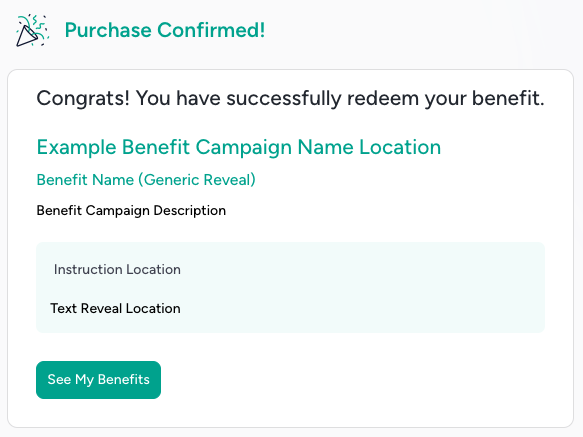 Purchase Confirmed!
Congrats! You have successfully redeem your benefit.
Example Benefit Campaign Name Location
Benefit Name (Generic Reveal)
Benefit Campaign Description
Instruction Location
Text Reveal Location
See My Benefits